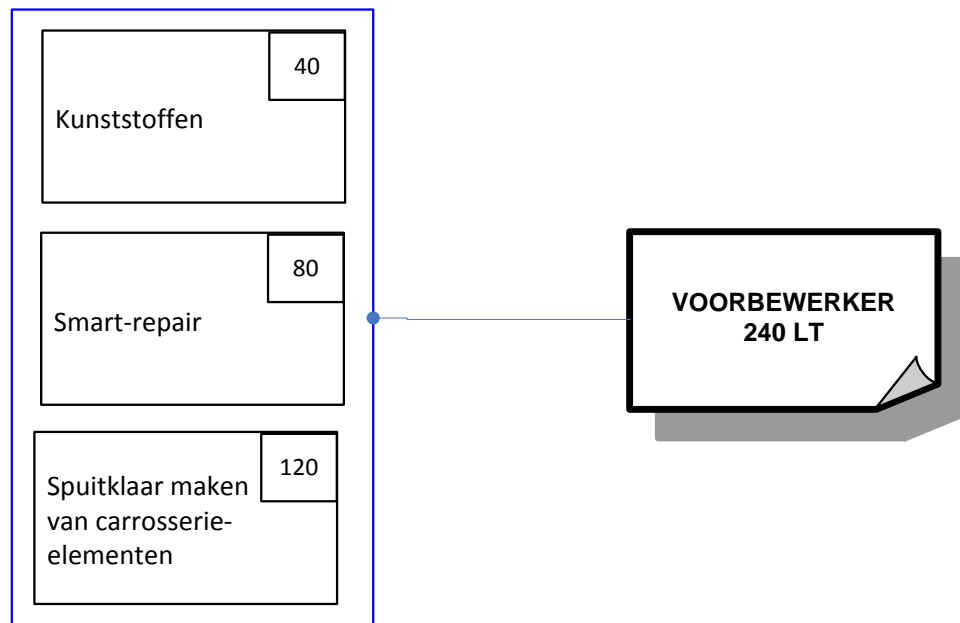 40
Kunststoffen
80
Smart-repair
120
Spuitklaar maken
van carrosserie-
elementen
VOORBEWERKER
240 LT